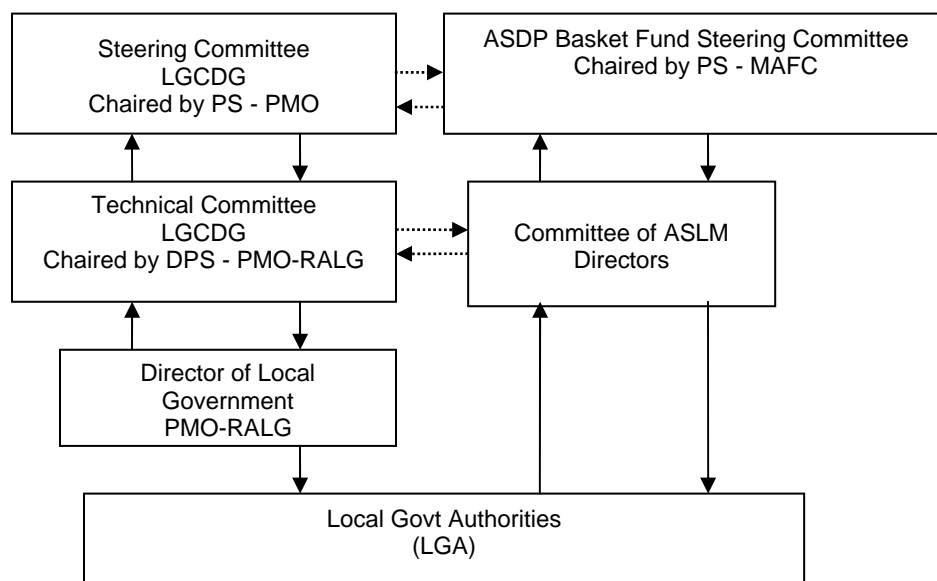 Steering Committee
LGCDG
Chaired by PS - PMO
ASDP Basket Fund Steering Committee
Chaired by PS - MAFC
Technical Committee
LGCDG
Chaired by DPS - PMO-RALG
Committee of ASLM
Directors
Director of Local
Government
PMO-RALG
Local Govt Authorities
(LGA)